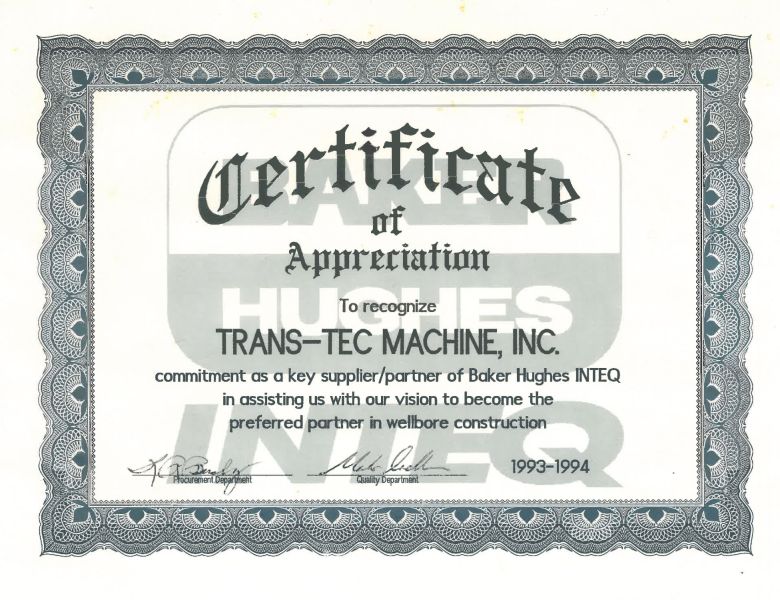 Certificate
of
Appreciation
To recognize
TRANS-TEC MACHINE, INC.
commitment as a key supplier/partner of Baker Hughes INTEQ
in assisting us with our vision to become the
preferred partner in wellbore construction
1993-1994
Procurement Department
Quality Department
BAKER
HUGHES
INTEQ